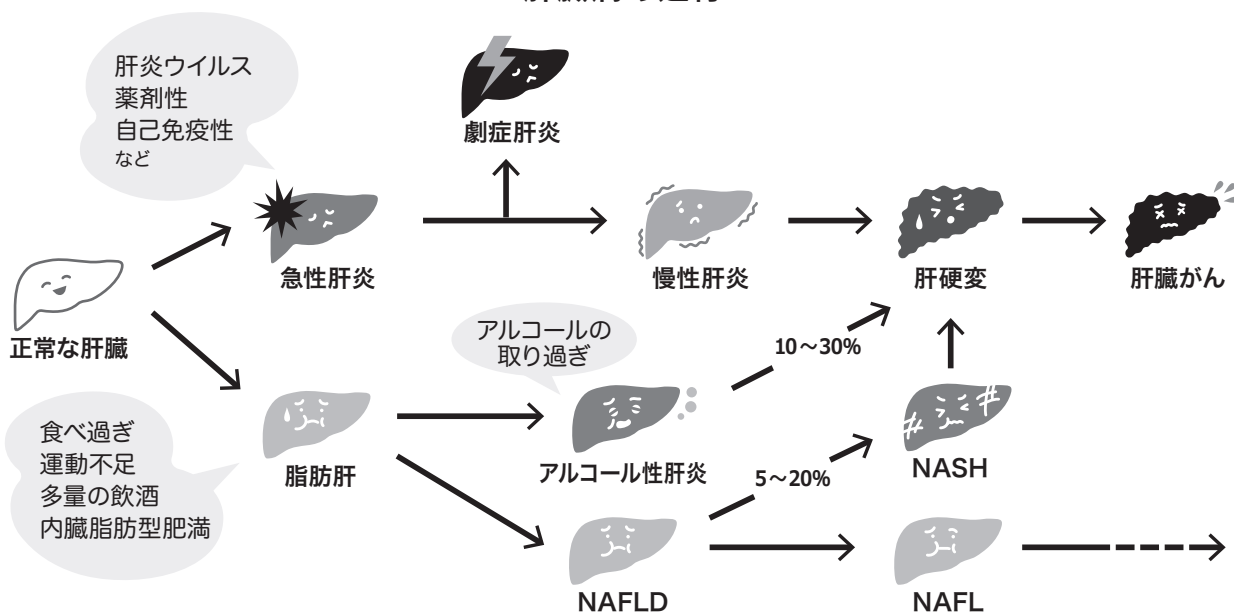 肝炎ウイルス
薬剤性
自己免疫性
など
劇症肝炎
急性肝炎
慢性肝炎
肝硬変
肝臓がん
正常な肝臓
アルコールの
取り過ぎ
10～30%
食べ過ぎ
運動不足
多量の飲酒
内臓脂肪型肥満
脂肪肝
アルコール性肝炎
5～20%
NASH
NAFLD
NAFL